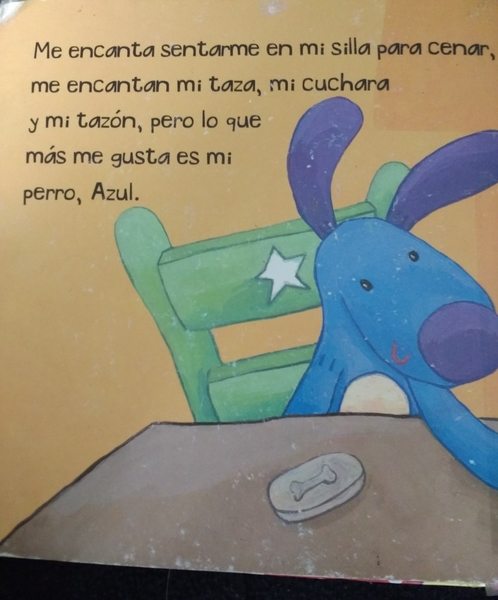 Me encanta sentarme en mi silla para cenar,
me encantan mi taza, mi cuchara
y mi tazón, pero lo que
más me gusta es mi
perro, Azul.